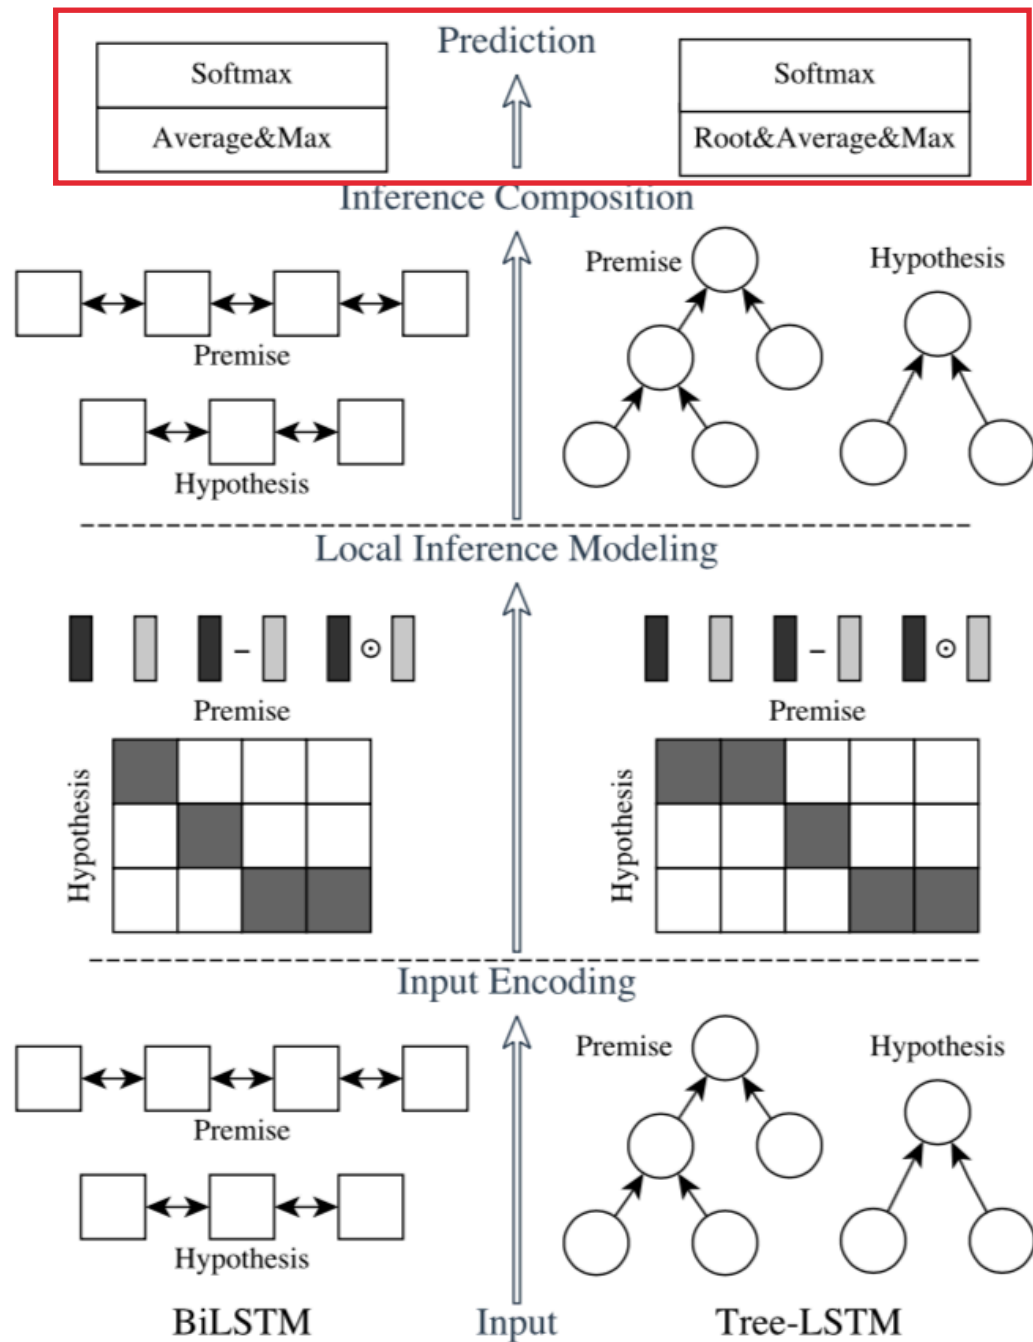 Prediction
Softmax
Average&Max
Softmax
Root&Average&Max
Inference Composition
Premise
Hypothesis
Premise
Hypothesis
Local Inference Modeling
–
⊙
–
⊙
Premise
Hypothesis
Premise
Hypothesis
Input Encoding
Premise
Hypothesis
Premise
Hypothesis
BiLSTM
Input
Tree-LSTM